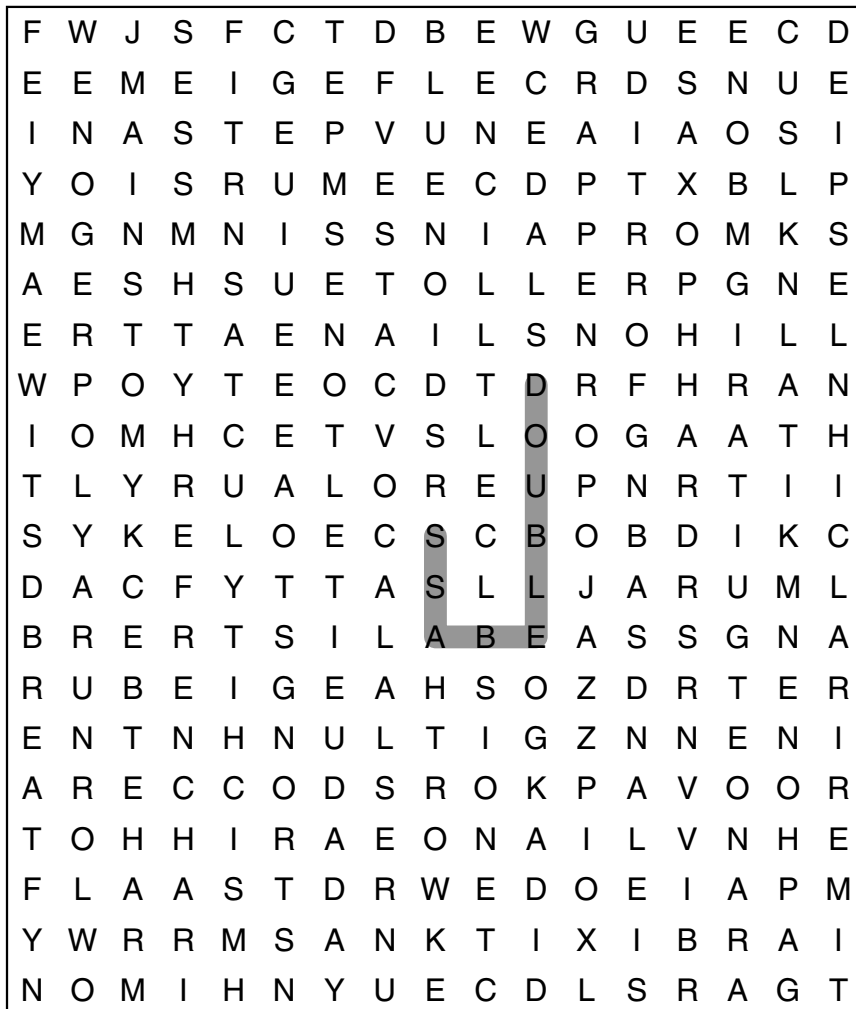 F W J S F C T D B E W G U E E C D
E E M E I G E F L E C R D S N U E
I N A S T E P V U N E A I A O S I
Y O I S R U M E E C D P T X B L P
M G N M N I S S N I A P R O M K S
A E S H S U E T O L L E R P G N E
E R T T A E N A I L S N O H I L L
W P O Y T E O C D T D R F H R A N
I O M H C E T V S L O O G A A T H
T L Y R U A L O R E U P N R T I I
S Y K E L O E C S C B O B D I K C
D A C F Y T T A S L L J A R U M L
B R E R T S I L A B E A S S G N A
R U B E I G E A H S O Z D R T E R
E N T N H N U L T I G Z N N E N I
A R E C C O D S R O K P A V O O R
T O H H I R A E O N A I L V N H E
F L A A S T D R W E D O E I A P M
Y W R R M S A N K T I X I B R A I
N O M I H N Y U E C D L S R A G T